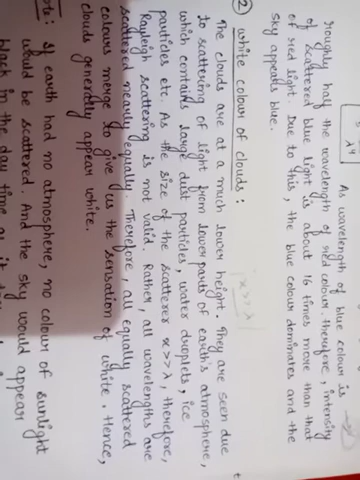 λ⁴
As wavelength of blue colour is
roughly half the wavelength of red colour. therefore, intensity
of scattered blue light is about 16 times more than that
of red light. Due to this, the blue colour dominates and the
sky appears blue.
② White colour of clouds:
The clouds are at a much lower height. They are seen due
to scattering of light from lower parts of earth's atmosphere,
which contains large dust particles, water droplets, ice
particles etc. As the size of the scatterer x>>λ, therefore,
Rayleigh scattering is not valid. Rather, all wavelengths are
scattered nearly equally. Therefore, all equally scattered
colours merge to give us the sensation of white. Hence,
clouds generally appear white.
If earth had no atmosphere, no colour of sunlight
would be scattered. And the sky would appear
black in the day time